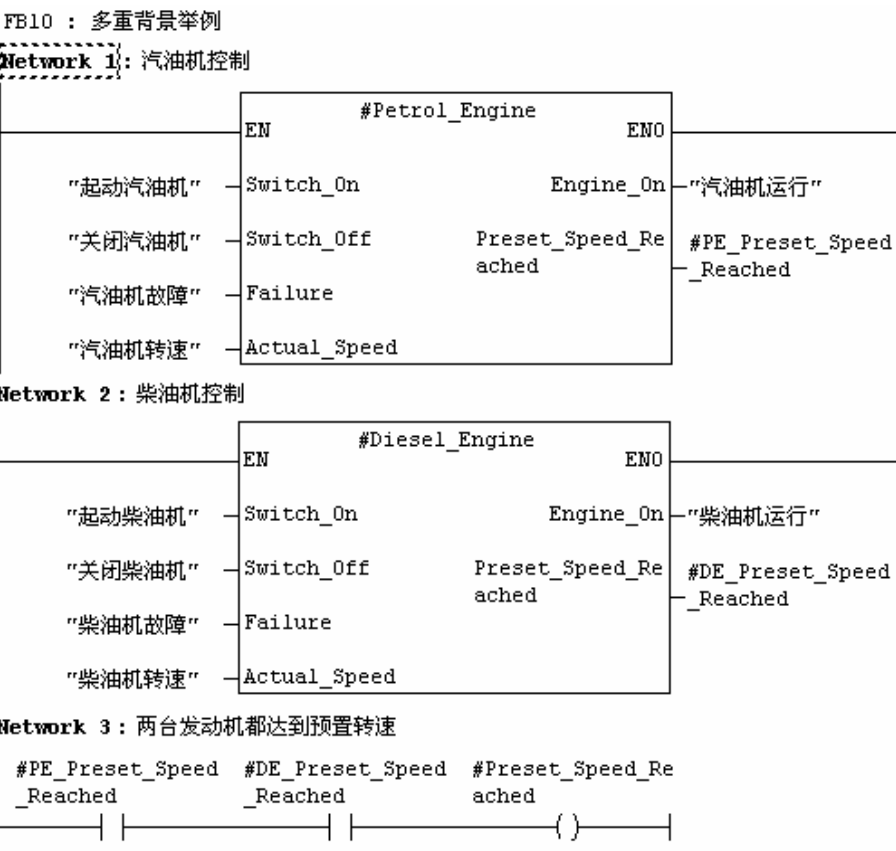 FB10 : 多重背景举例
Network 1: 汽油机控制
#Petrol_Engine
EN ENO
"起动汽油机" Switch_On Engine_On "汽油机运行"
"关闭汽油机" Switch_Off Preset_Speed_Re #PE_Preset_Speed
ached _Reached
"汽油机故障" Failure
"汽油机转速" Actual_Speed
Network 2: 柴油机控制
#Diesel_Engine
EN ENO
"起动柴油机" Switch_On Engine_On "柴油机运行"
"关闭柴油机" Switch_Off Preset_Speed_Re #DE_Preset_Speed
ached _Reached
"柴油机故障" Failure
"柴油机转速" Actual_Speed
Network 3: 两台发动机都达到预置转速
#PE_Preset_Speed #DE_Preset_Speed #Preset_Speed_Re
_Reached _Reached ached